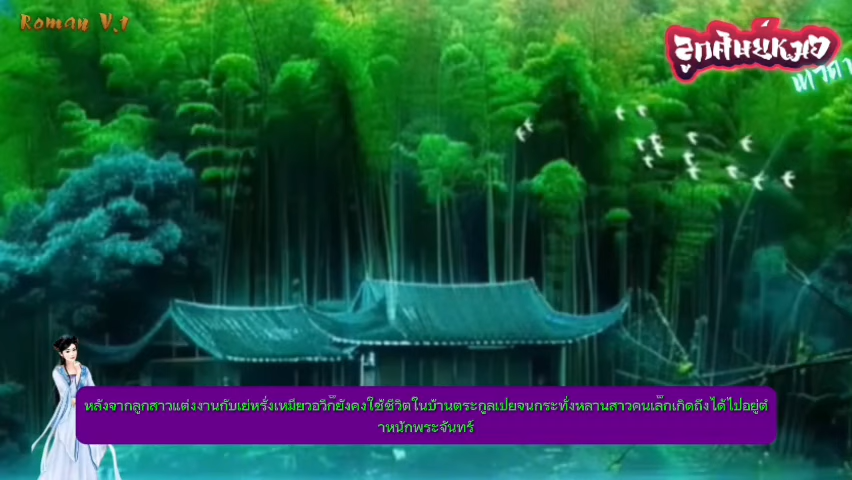 Roman V.1
ลูกศิษย์หมอ
หลังจากลูกสาวแต่งงานกับเย่หรั่งเหมียวอวิก๊ยังคงใช้ชีวิตในบ้านตระกูลเปยจนกระทั่งหลานสาวคนเล๊กเกิดถึงได้ไปอยู่ตํ
าหนักพระจันทร์